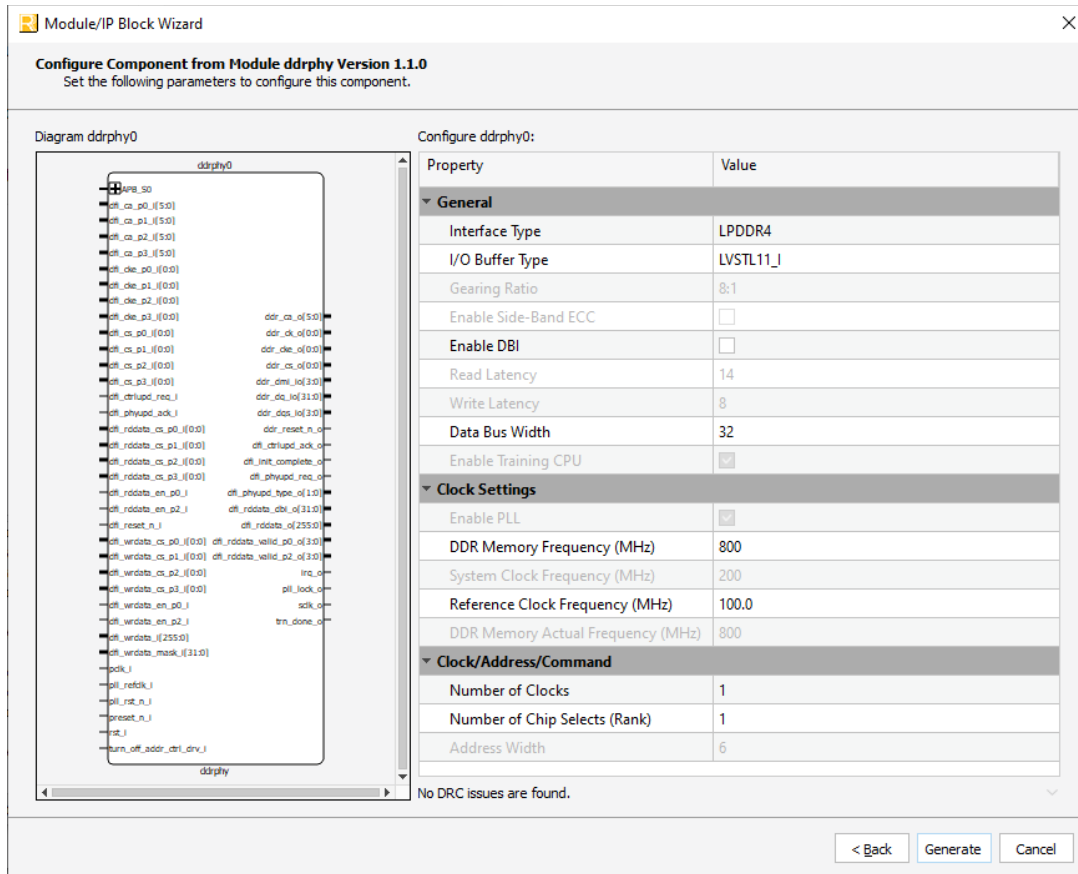 Module/IP Block Wizard
Configure Component from Module ddrphy Version 1.1.0
Set the following parameters to configure this component.
Diagram ddrphy0
ddrphy0
APB_S0
dfi_ca_p0_i[5:0]
dfi_ca_p1_i[5:0]
dfi_ca_p2_i[5:0]
dfi_ca_p3_i[5:0]
dfi_cke_p0_i[0:0]
dfi_cke_p1_i[0:0]
dfi_cke_p2_i[0:0]
dfi_cke_p3_i[0:0]
dfi_cs_p0_i[0:0]
dfi_cs_p1_i[0:0]
dfi_cs_p2_i[0:0]
dfi_cs_p3_i[0:0]
dfi_ctrlupd_req_i
dfi_phyupd_ack_i
dfi_rddata_cs_p0_i[0:0]
dfi_rddata_cs_p1_i[0:0]
dfi_rddata_cs_p2_i[0:0]
dfi_rddata_cs_p3_i[0:0]
dfi_rddata_en_p0_i
dfi_rddata_en_p2_i
dfi_reset_n_i
dfi_wrdata_cs_p0_i[0:0]
dfi_wrdata_cs_p1_i[0:0]
dfi_wrdata_cs_p2_i[0:0]
dfi_wrdata_cs_p3_i[0:0]
dfi_wrdata_en_p0_i
dfi_wrdata_en_p2_i
dfi_wrdata_i[255:0]
dfi_wrdata_mask_i[31:0]
pclk_i
pll_refclk_i
pll_rst_n_i
preset_n_i
rst_i
turn_off_addr_ctrl_drv_i
ddr_ca_o[5:0]
ddr_ck_o[0:0]
ddr_cke_o[0:0]
ddr_cs_o[0:0]
ddr_dmi_io[3:0]
ddr_dq_io[31:0]
ddr_dqs_io[3:0]
ddr_reset_n_o
dfi_ctrlupd_ack_o
dfi_init_complete_o
dfi_phyupd_req_o
dfi_phyupd_type_o[1:0]
dfi_rddata_dbi_o[31:0]
dfi_rddata_o[255:0]
dfi_rddata_valid_p0_o[3:0]
dfi_rddata_valid_p2_o[3:0]
irq_o
pll_lock_o
sclk_o
trn_done_o
ddrphy
Configure ddrphy0:
Property Value
General
Interface Type LPDDR4
I/O Buffer Type LVSTL11_I
Gearing Ratio 8:1
Enable Side-Band ECC
Enable DBI
Read Latency 14
Write Latency 8
Data Bus Width 32
Enable Training CPU
Clock Settings
Enable PLL
DDR Memory Frequency (MHz) 800
System Clock Frequency (MHz) 200
Reference Clock Frequency (MHz) 100.0
DDR Memory Actual Frequency (MHz) 800
Clock/Address/Command
Number of Clocks 1
Number of Chip Selects (Rank) 1
Address Width 6
No DRC issues are found.
< Back Generate Cancel